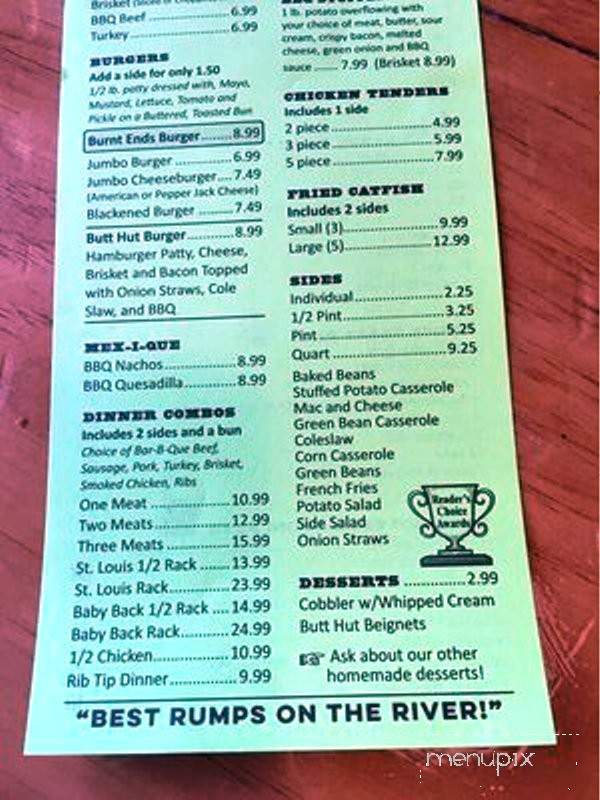 Brisket
BBQ Beef ........ 6.99
Turkey ........ 6.99
BURGERS
Add a side for only 1.50
1/2 lb. patty dressed with, Mayo,
Mustard, Lettuce, Tomato and
Pickle on a Buttered, Toasted Bun
Burnt Ends Burger ........ 8.99
Jumbo Burger ........ 6.99
Jumbo Cheeseburger .... 7.49
(American or Pepper Jack Cheese)
Blackened Burger ........ 7.49
Butt Hut Burger ........ 8.99
Hamburger Patty, Cheese,
Brisket and Bacon Topped
with Onion Straws, Cole
Slaw, and BBQ
MEX-I-QUE
BBQ Nachos ........ 8.99
BBQ Quesadilla ........ 8.99
DINNER COMBOS
Includes 2 sides and a bun
Choice of Bar-B-Que Beef,
Sausage, Pork, Turkey, Brisket,
Smoked Chicken, Ribs
One Meat ........ 10.99
Two Meats ........ 12.99
Three Meats ........ 15.99
St. Louis 1/2 Rack ........ 13.99
St. Louis Rack ........ 23.99
Baby Back 1/2 Rack .... 14.99
Baby Back Rack ........ 24.99
1/2 Chicken ........ 10.99
Rib Tip Dinner ........ 9.99
1 lb. potato overflowing with
your choice of meat, butter, sour
cream, crispy bacon, melted
cheese, green onion and BBQ
sauce ...... 7.99 (Brisket 8.99)
CHICKEN TENDERS
Includes 1 side
2 piece ........ 4.99
3 piece ........ 5.99
5 piece ........ 7.99
FRIED CATFISH
Includes 2 sides
Small (3) ........ 9.99
Large (5) ........ 12.99
SIDES
Individual ........ 2.25
1/2 Pint ........ 3.25
Pint ........ 5.25
Quart ........ 9.25
Baked Beans
Stuffed Potato Casserole
Mac and Cheese
Green Bean Casserole
Coleslaw
Corn Casserole
Green Beans
French Fries
Potato Salad
Side Salad
Onion Straws
Reader's
Choice
Awards
DESSERTS ........ 2.99
Cobbler w/Whipped Cream
Butt Hut Beignets
☞ Ask about our other
homemade desserts!
"BEST RUMPS ON THE RIVER!"
menupix